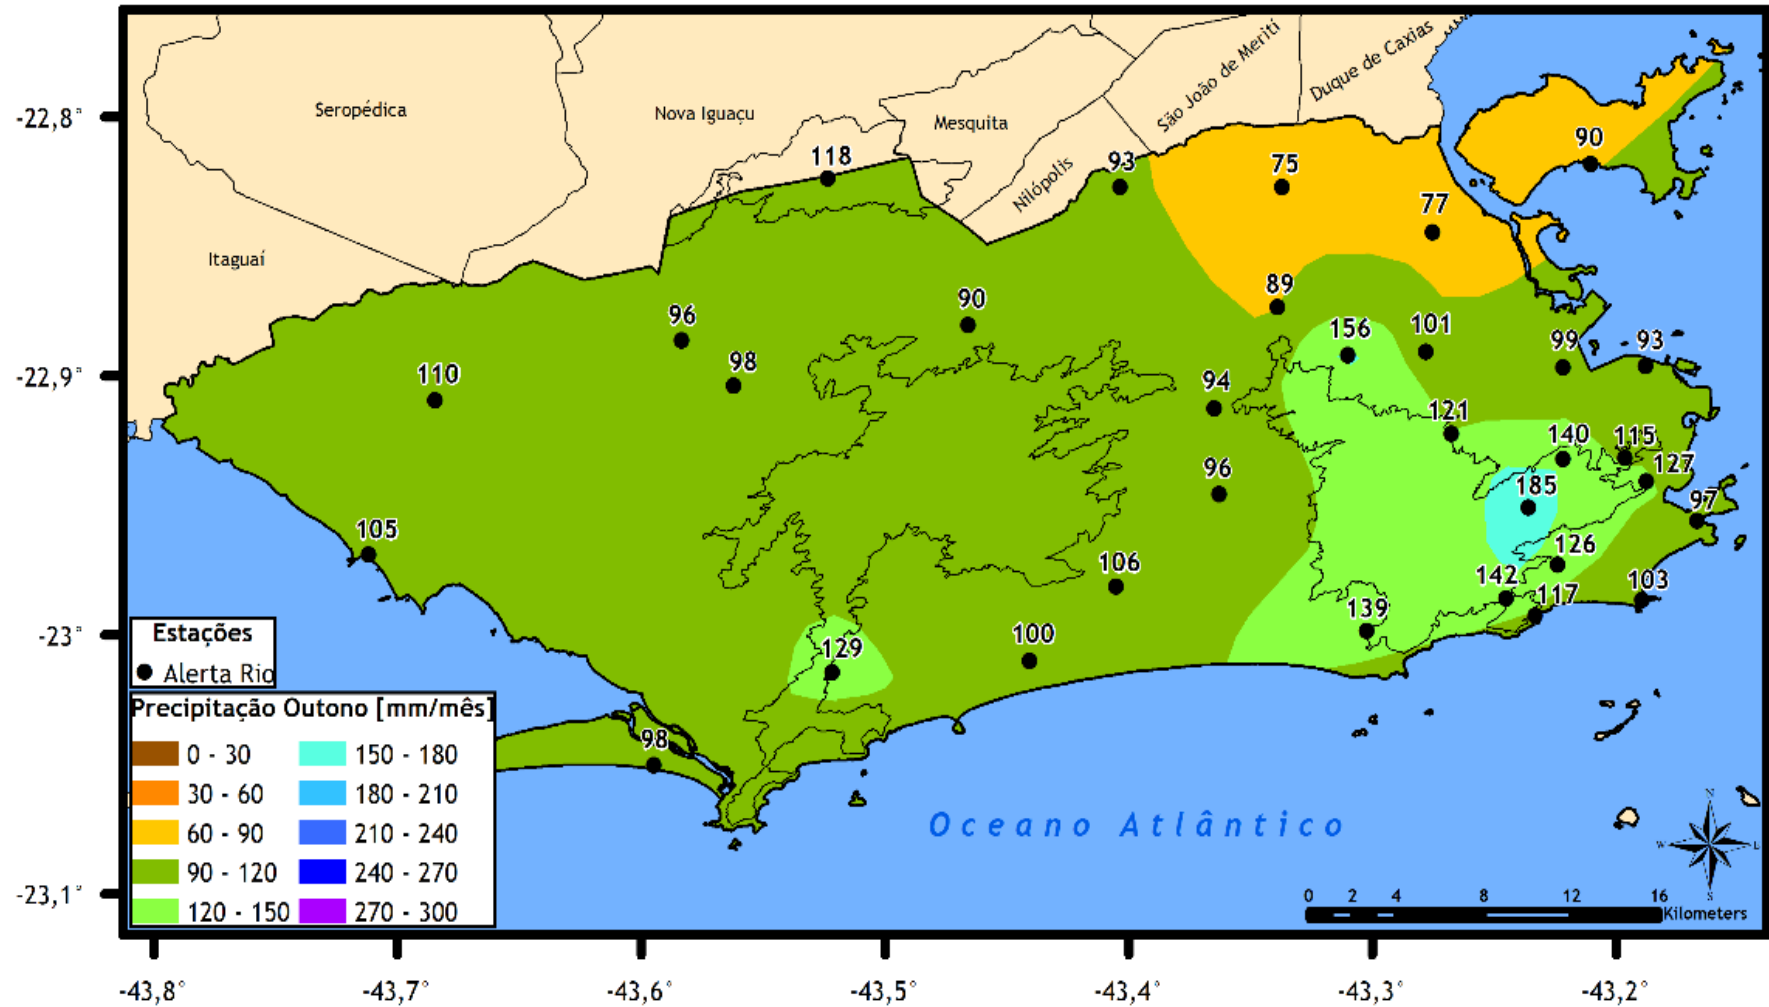 Seropédica
Nova Iguaçu
Mesquita
Nilópolis
São João de Meriti
Duque de Caxias
Itaguaí
-22,8°
-22,9°
-23°
-23,1°
118
93
75
90
77
89
96
90
156
101
99
93
110
98
94
121
140
115
127
96
185
97
105
106
126
142
117
103
139
100
129
98
Estações
Alerta Rio
Precipitação Outono [mm/mês]
0 - 30
150 - 180
30 - 60
180 - 210
60 - 90
210 - 240
90 - 120
240 - 270
120 - 150
270 - 300
Oceano Atlântico
N
W
L
S
0 2 4 8 12 16
Kilometers
-43,8°
-43,7°
-43,6°
-43,5°
-43,4°
-43,3°
-43,2°